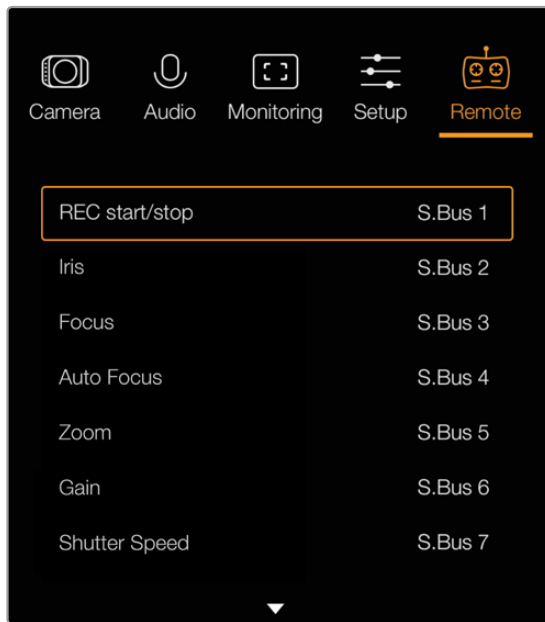 Camera Audio Monitoring Setup Remote
REC start/stop S.Bus 1
Iris S.Bus 2
Focus S.Bus 3
Auto Focus S.Bus 4
Zoom S.Bus 5
Gain S.Bus 6
Shutter Speed S.Bus 7